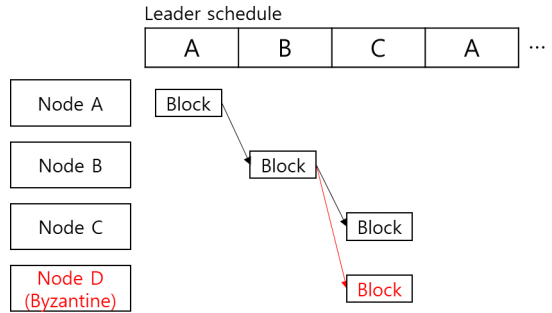 Leader schedule
A B C A ...
Node A
Block
Node B
Block
Node C
Block
Node D
(Byzantine)
Block